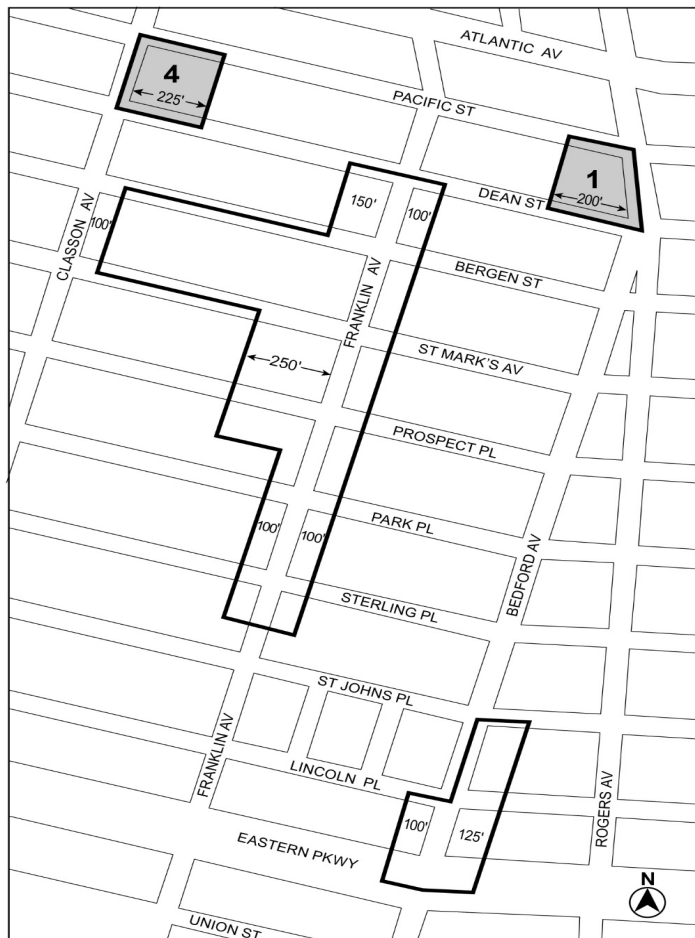 ATLANTIC AV
4
225'
PACIFIC ST
1
200'
DEAN ST
150'
100'
CLASSON AV
100'
FRANKLIN AV
BERGEN ST
250'
ST MARK'S AV
PROSPECT PL
PARK PL
100'
100'
BEDFORD AV
STERLING PL
ST JOHNS PL
FRANKLIN AV
LINCOLN PL
100'
125'
ROGERS AV
EASTERN PKWY
N
UNION ST